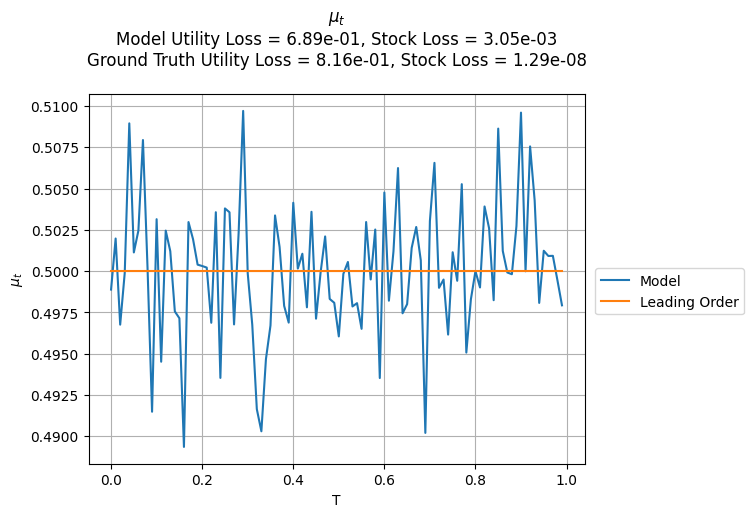 μt
Model Utility Loss = 6.89e-01, Stock Loss = 3.05e-03
Ground Truth Utility Loss = 8.16e-01, Stock Loss = 1.29e-08
0.5100
0.5075
0.5050
0.5025
0.5000
0.4975
0.4950
0.4925
0.4900
μt
0.0
0.2
0.4
0.6
0.8
1.0
T
Model
Leading Order